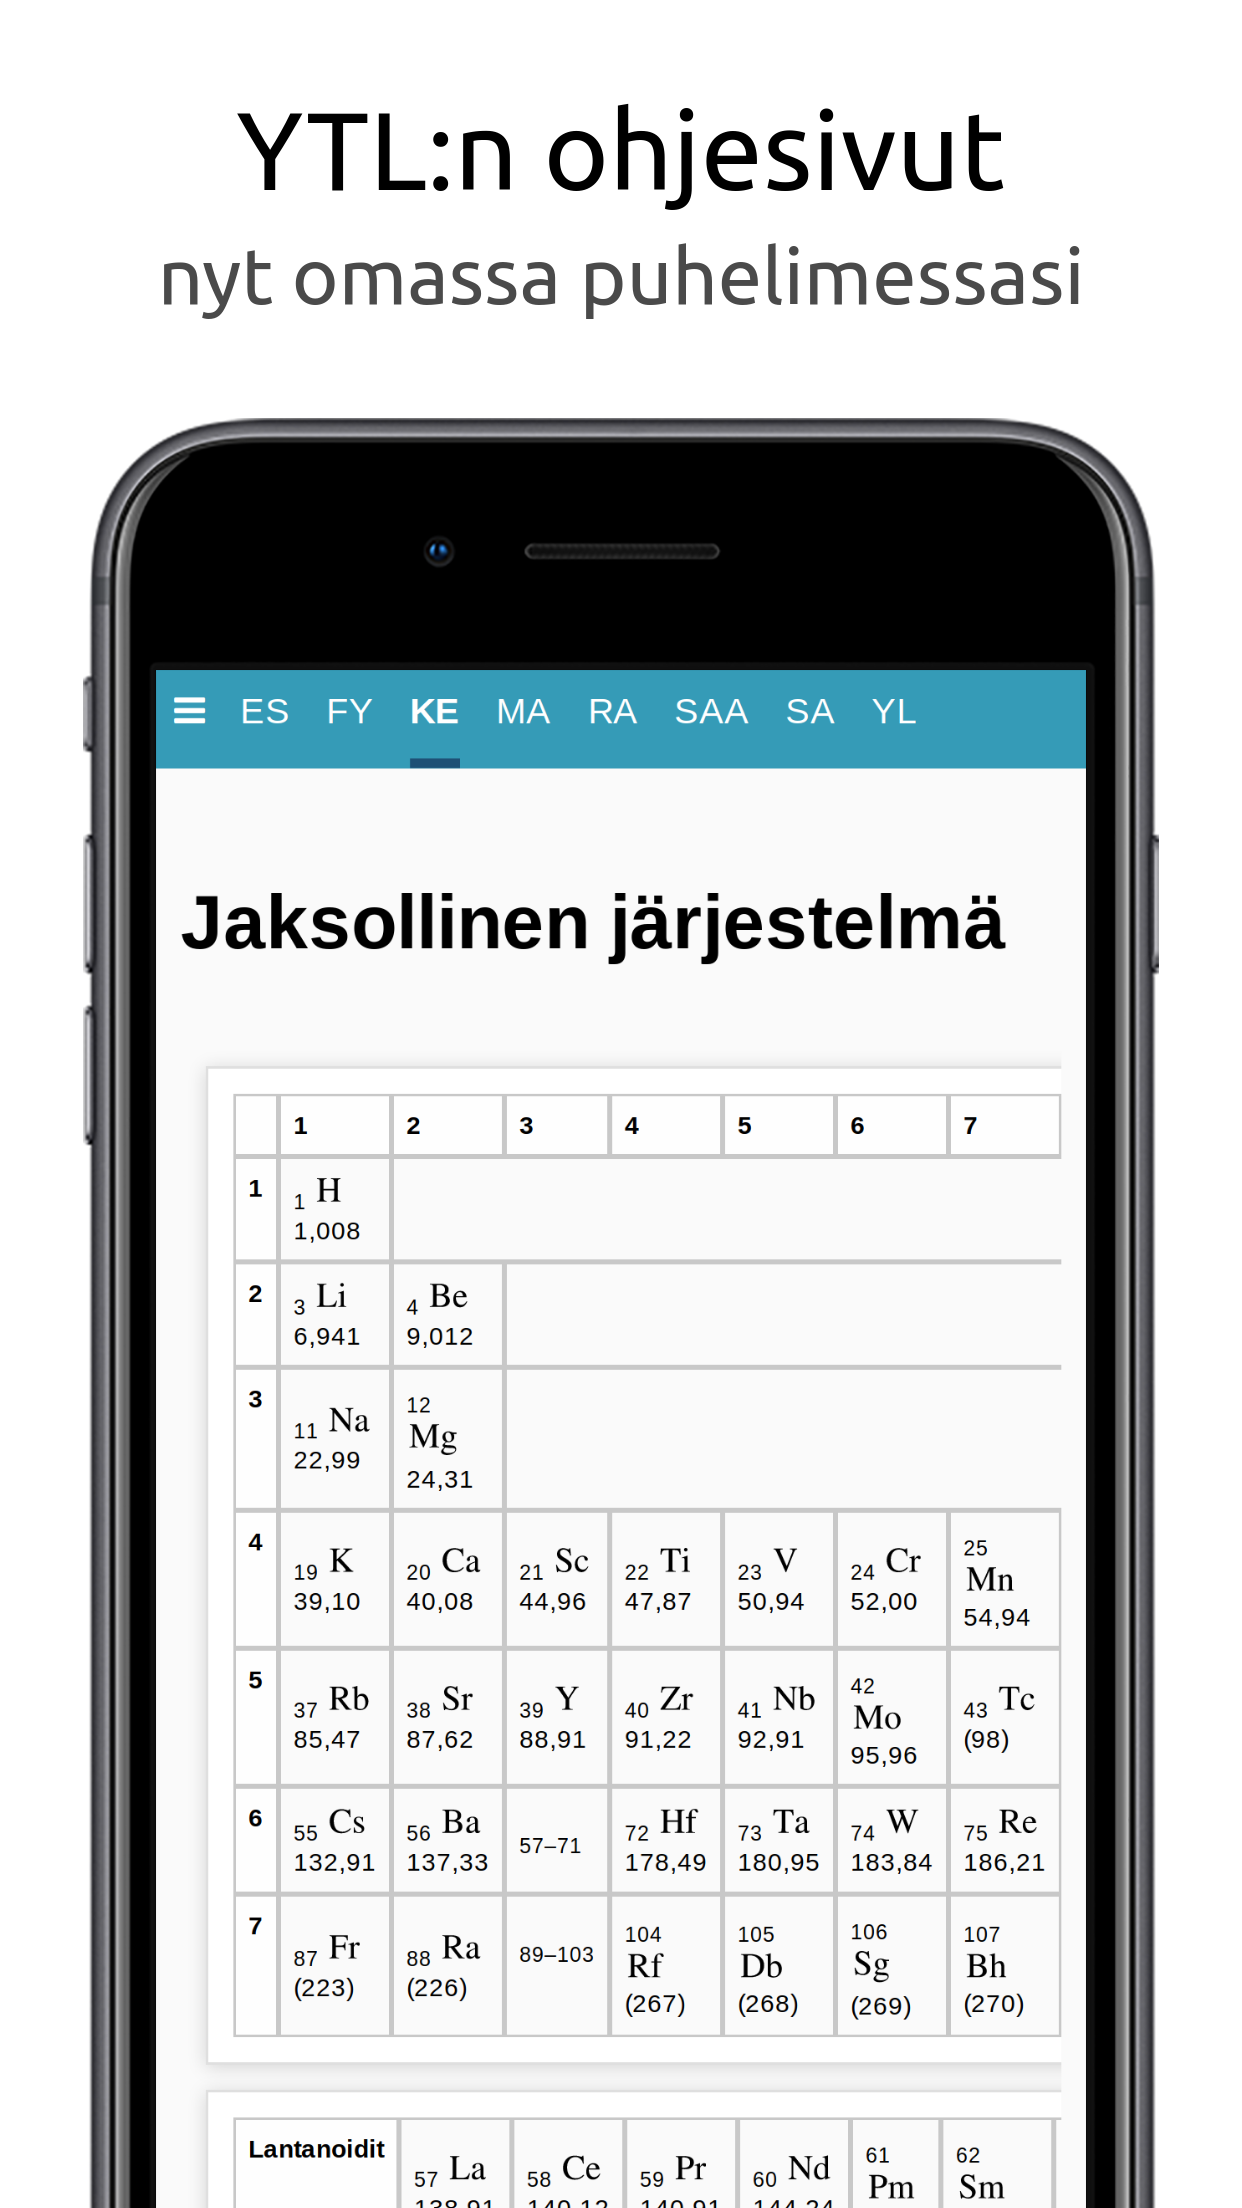 YTL:n ohjesivut
nyt omassa puhelimessasi
ES FY KE MA RA SAA SA YL
Jaksollinen järjestelmä
1 2 3 4 5 6 7
1 1 H
1,008
2 3 Li 4 Be
6,941 9,012
3 11 Na 12 Mg
22,99 24,31
4 19 K 20 Ca 21 Sc 22 Ti 23 V 24 Cr 25 Mn
39,10 40,08 44,96 47,87 50,94 52,00 54,94
5 37 Rb 38 Sr 39 Y 40 Zr 41 Nb 42 Mo 43 Tc
85,47 87,62 88,91 91,22 92,91 95,96 (98)
6 55 Cs 56 Ba 57–71 72 Hf 73 Ta 74 W 75 Re
132,91 137,33 178,49 180,95 183,84 186,21
7 87 Fr 88 Ra 89–103 104 Rf 105 Db 106 Sg 107 Bh
(223) (226) (267) (268) (269) (270)
Lantanoidit 57 La 58 Ce 59 Pr 60 Nd 61 Pm 62 Sm
138,91 140,12 140,91 144,24